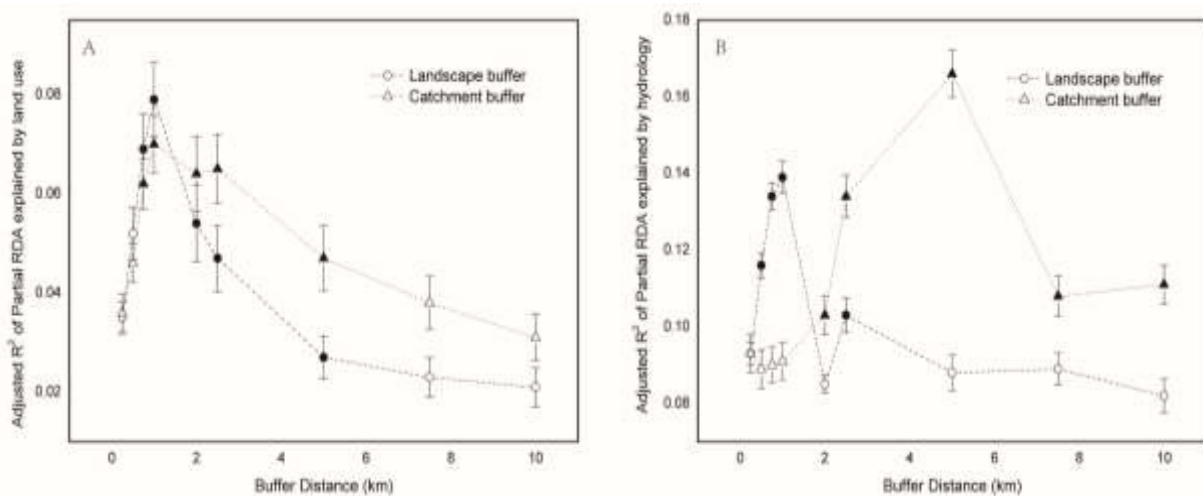 A
Landscape buffer
Catchment buffer
Adjusted R² of Partial RDA explained by land use
0.08
0.06
0.04
0.02
0 2 4 6 8 10
Buffer Distance (km)
B
Landscape buffer
Catchment buffer
Adjusted R² of Partial RDA explained by hydrology
0.18
0.16
0.14
0.12
0.10
0.08
0 2 4 6 8 10
Buffer Distance (km)